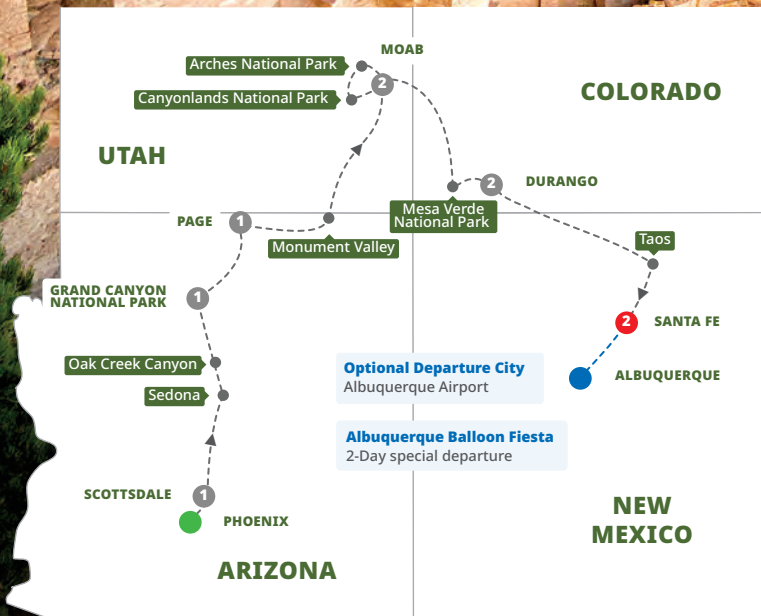 MOAB
Arches National Park
2
Canyonlands National Park
COLORADO
UTAH
2
DURANGO
Mesa Verde
National Park
PAGE
1
Monument Valley
Taos
GRAND CANYON
NATIONAL PARK
1
2
SANTA FE
Oak Creek Canyon
Optional Departure City
Albuquerque Airport
ALBUQUERQUE
Sedona
Albuquerque Balloon Fiesta
2-Day special departure
SCOTTSDALE
1
PHOENIX
NEW
MEXICO
ARIZONA